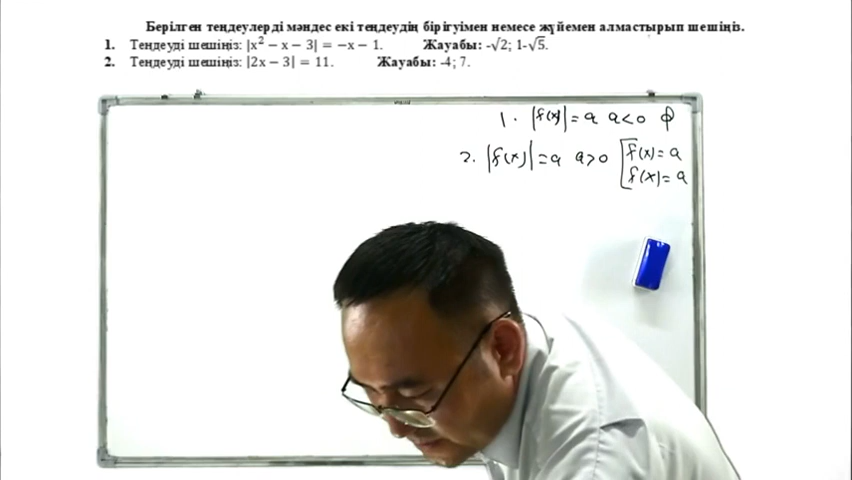 Берілген теңдеулерді мәндес екі теңдеудің бірігуімен немесе жүйемен алмастырып шешіңіз.
1. Теңдеуді шешіңіз: |x² − x − 3| = −x − 1. Жауабы: -√2; 1-√5.
2. Теңдеуді шешіңіз: |2x − 3| = 11. Жауабы: -4; 7.
1. |f(x)| = a a < 0 ф
2. |f(x)| = a a > 0 [f(x) = a
f(x) = a